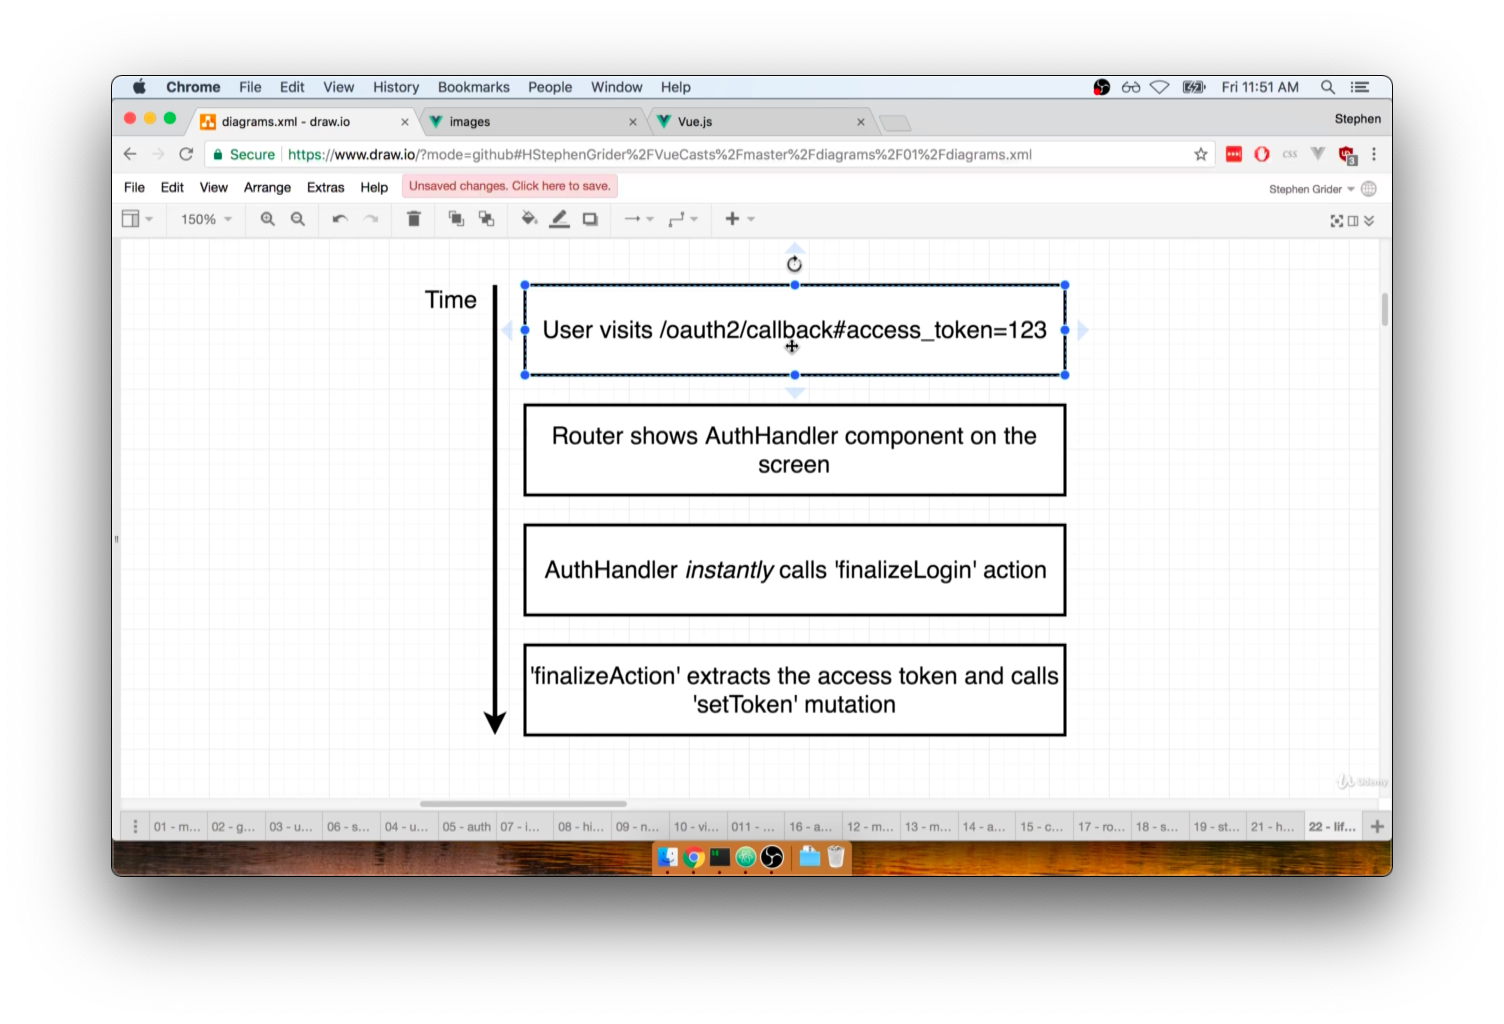 Chrome File Edit View History Bookmarks People Window Help Fri 11:51 AM
diagrams.xml - draw.io × images × Vue.js × Stephen
Secure https://www.draw.io/?mode=github#HStephenGrider%2FVueCasts%2Fmaster%2Fdiagrams%2F01%2Fdiagrams.xml CSS 3
File Edit View Arrange Extras Help Unsaved changes. Click here to save. Stephen Grider
150%
Time
User visits /oauth2/callback#access_token=123
Router shows AuthHandler component on the
screen
AuthHandler instantly calls 'finalizeLogin' action
'finalizeAction' extracts the access token and calls
'setToken' mutation
Udemy
01 - m... 02 - g... 03 - u... 06 - s... 04 - u... 05 - auth 07 - i... 08 - hi... 09 - n... 10 - vi... 011 - ... 16 - a... 12 - m... 13 - m... 14 - a... 15 - c... 17 - ro... 18 - s... 19 - st... 21 - h... 22 - lif...